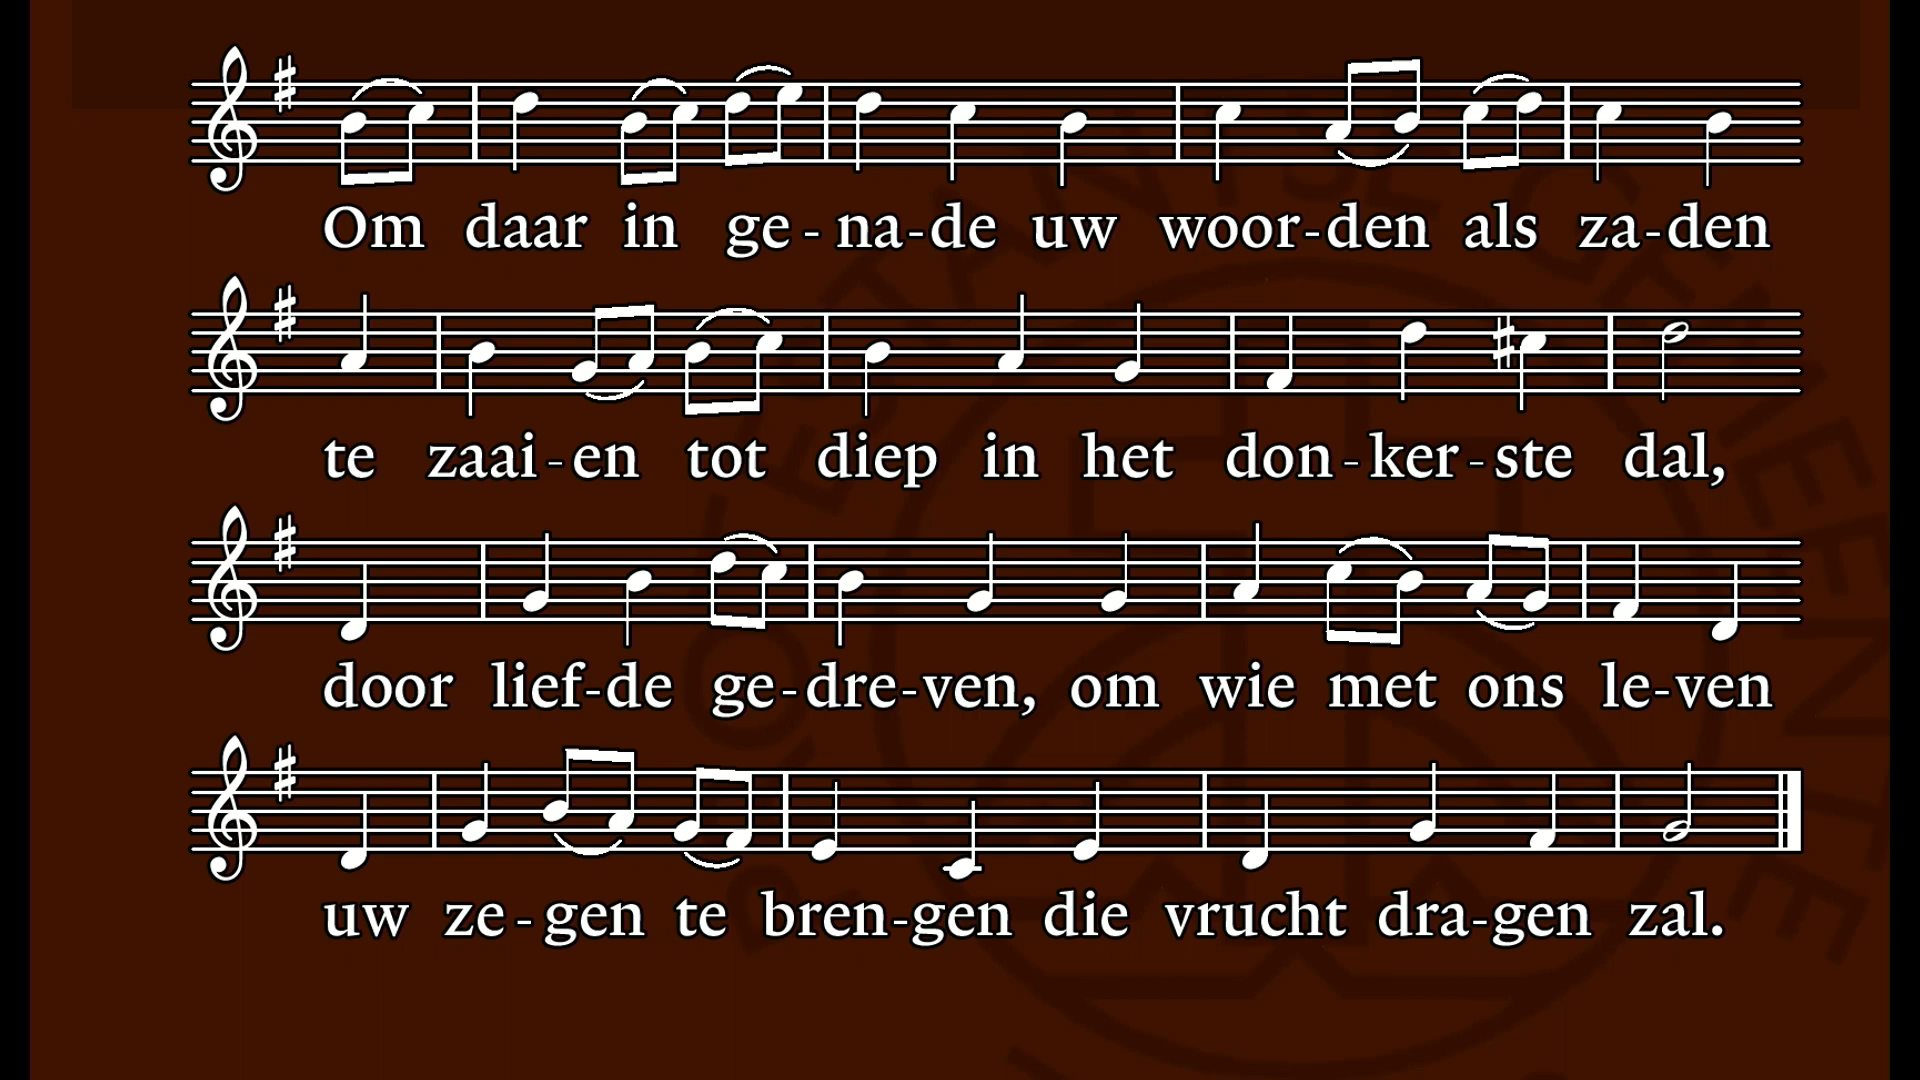 Om daar in ge - na-de uw woor-den als za-den
te zaai-en tot diep in het don-ker-ste dal,
door lief-de ge-dre-ven, om wie met ons le-ven
uw ze-gen te bren-gen die vrucht dra-gen zal.